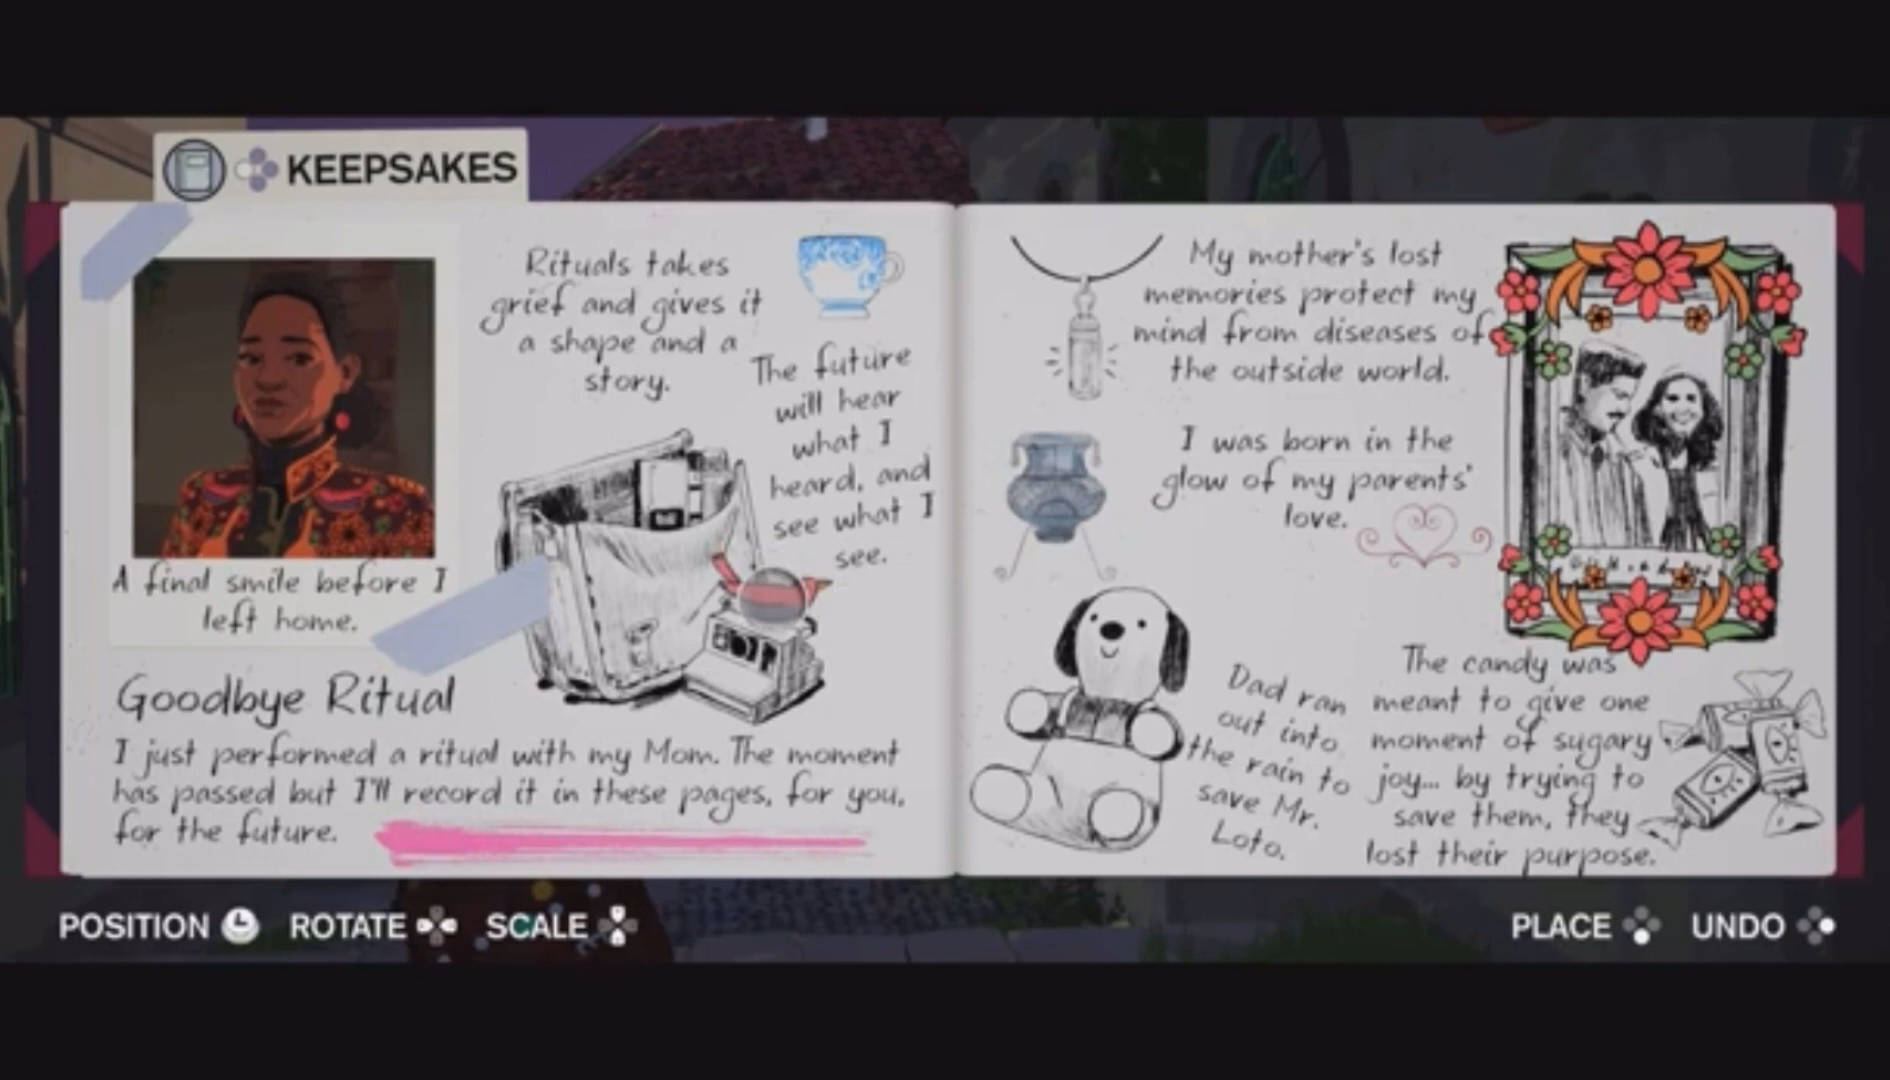 KEEPSAKES
Rituals takes
grief and gives it
a shape and a
story.
The future
will hear
what I
heard, and
see what I
see.
A final smile before I
left home.
Goodbye Ritual
I just performed a ritual with my Mom. The moment
has passed but I'll record it in these pages, for you,
for the future.
My mother's lost
memories protect my
mind from diseases of
the outside world.
I was born in the
glow of my parents'
love.
Dad ran
out into
the rain to
save Mr.
Loto.
The candy was
meant to give one
moment of sugary
joy... by trying to
save them, they
lost their purpose.
POSITION
ROTATE
SCALE
PLACE
UNDO